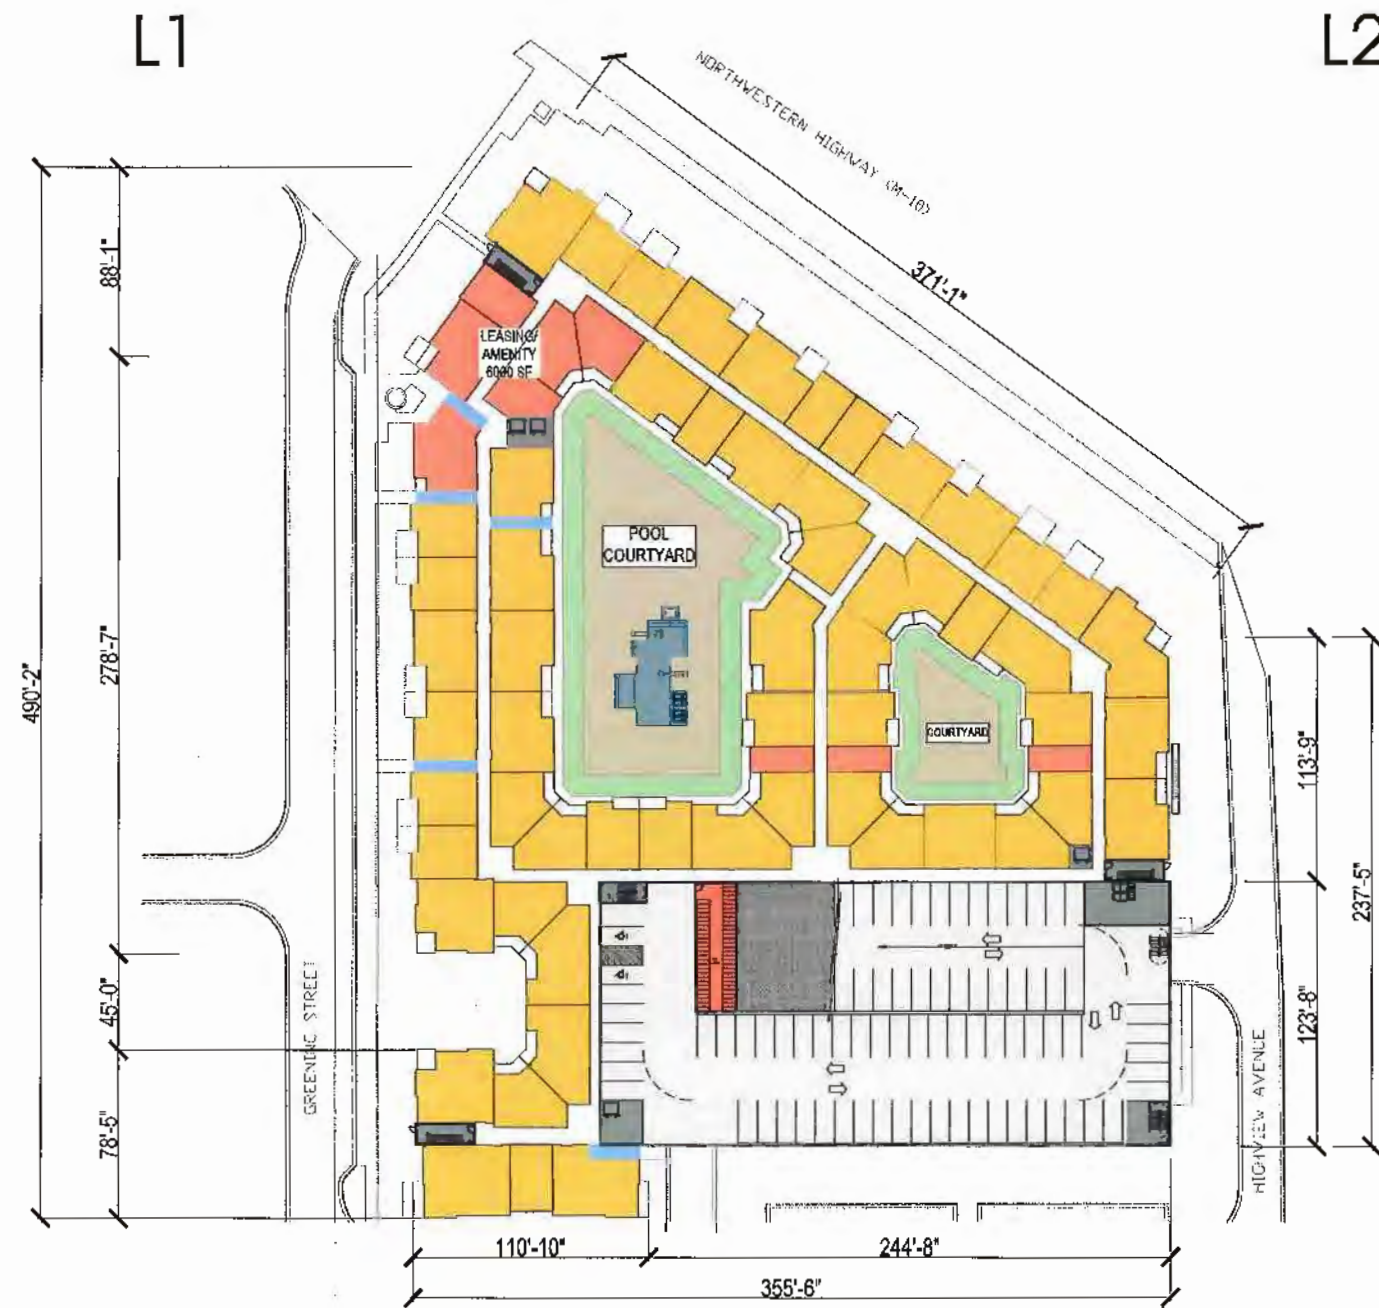 L1
L2
NORTHWESTERN HIGHWAY (M-10)
371'-1"
88'-1"
LEASING/
AMENITY
6000 SF
POOL
COURTYARD
278'-7"
490'-2"
COURTYARD
113'-9"
237'-5"
45'-0"
123'-8"
GREENING STREET
HIGHVIEW AVENUE
78'-5"
110'-10"
244'-8"
355'-6"